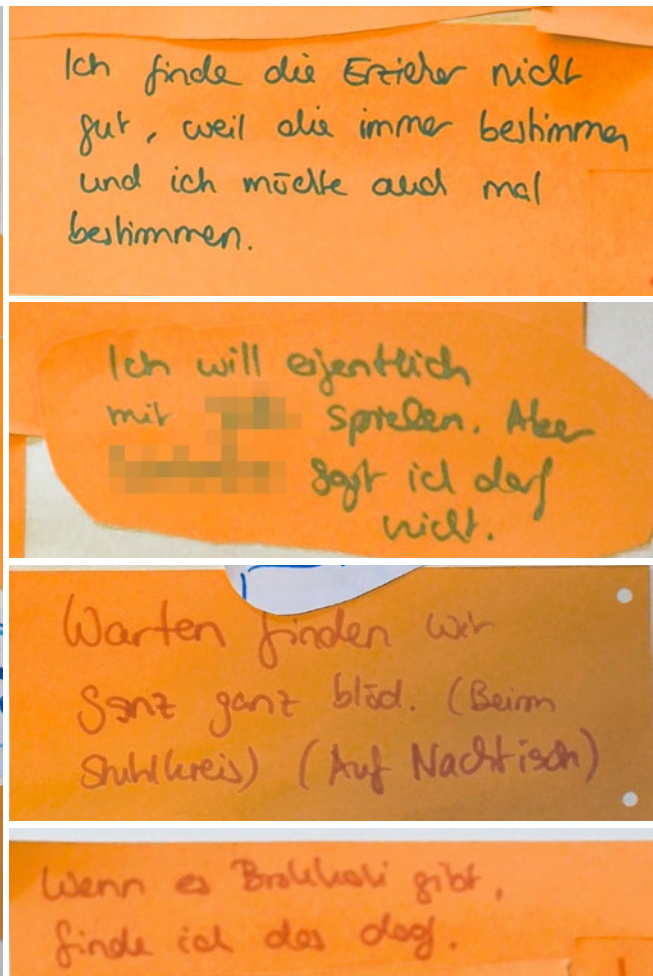 Ich finde die Erzieher nicht
gut, weil die immer bestimmen
und ich möchte auch mal
bestimmen.
Ich will eigentlich
mit spielen. Aber
sagt ich darf
nicht.
Warten finden wir
ganz ganz blöd. (Beim
Stuhlkreis) (Auf Nachtisch)
Wenn es Brokkoli gibt,
finde ich das doof.